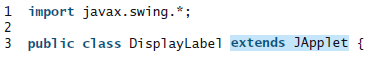 1 import javax.swing.*;
2
3 public class DisplayLabel extends JApplet {